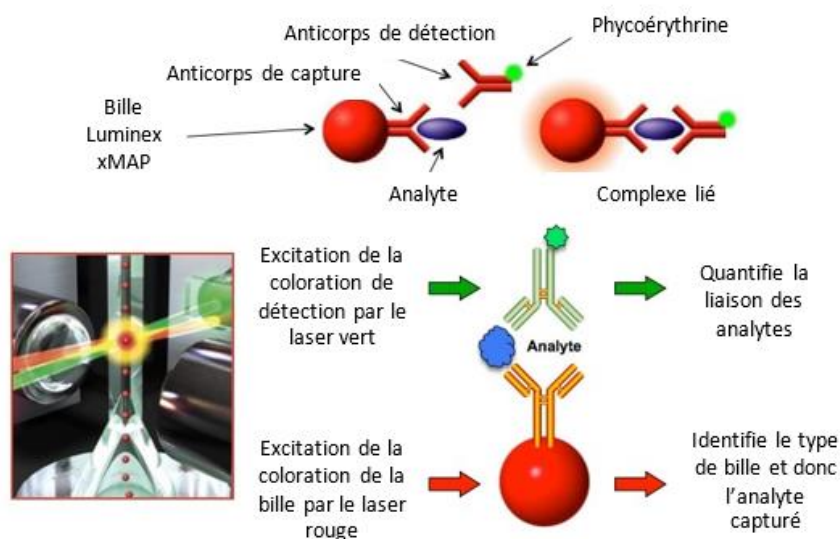 Anticorps de détection
Phycoérythrine
Anticorps de capture
Bille
Luminex
xMAP
Analyte
Complexe lié
Excitation de la
coloration de
détection par le
laser vert
Quantifie la
liaison des
analytes
Analyte
Excitation de la
coloration de la
bille par le laser
rouge
Identifie le type
de bille et donc
l'analyte
capturé